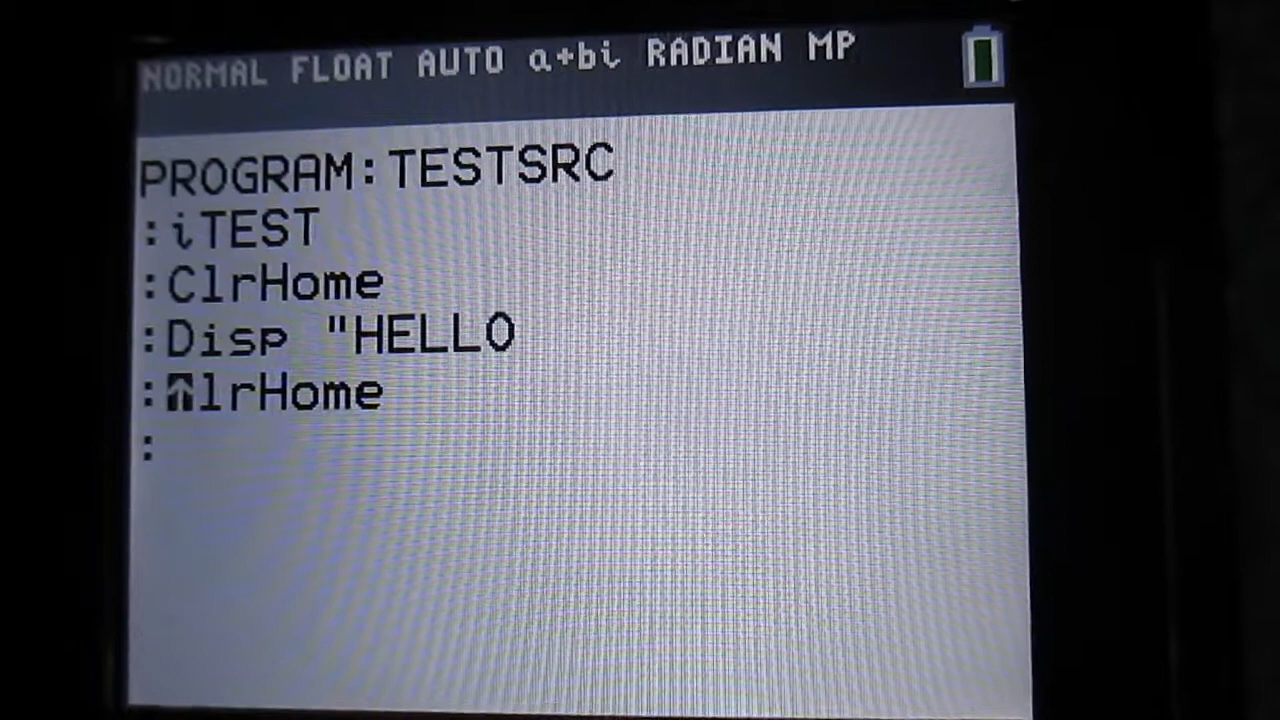 NORMAL FLOAT AUTO a+bi RADIAN MP
PROGRAM:TESTSRC
:iTEST
:ClrHome
:Disp "HELLO
:↑lrHome
: